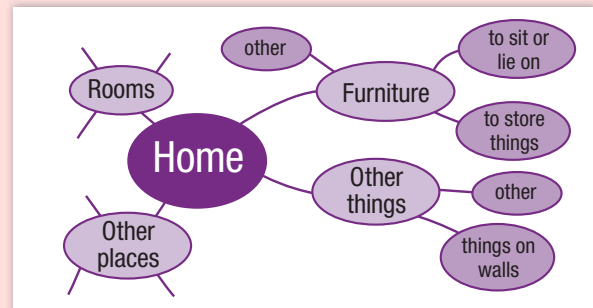 Home
Rooms
Other
places
Furniture
other
to sit or
lie on
to store
things
Other
things
other
things on
walls